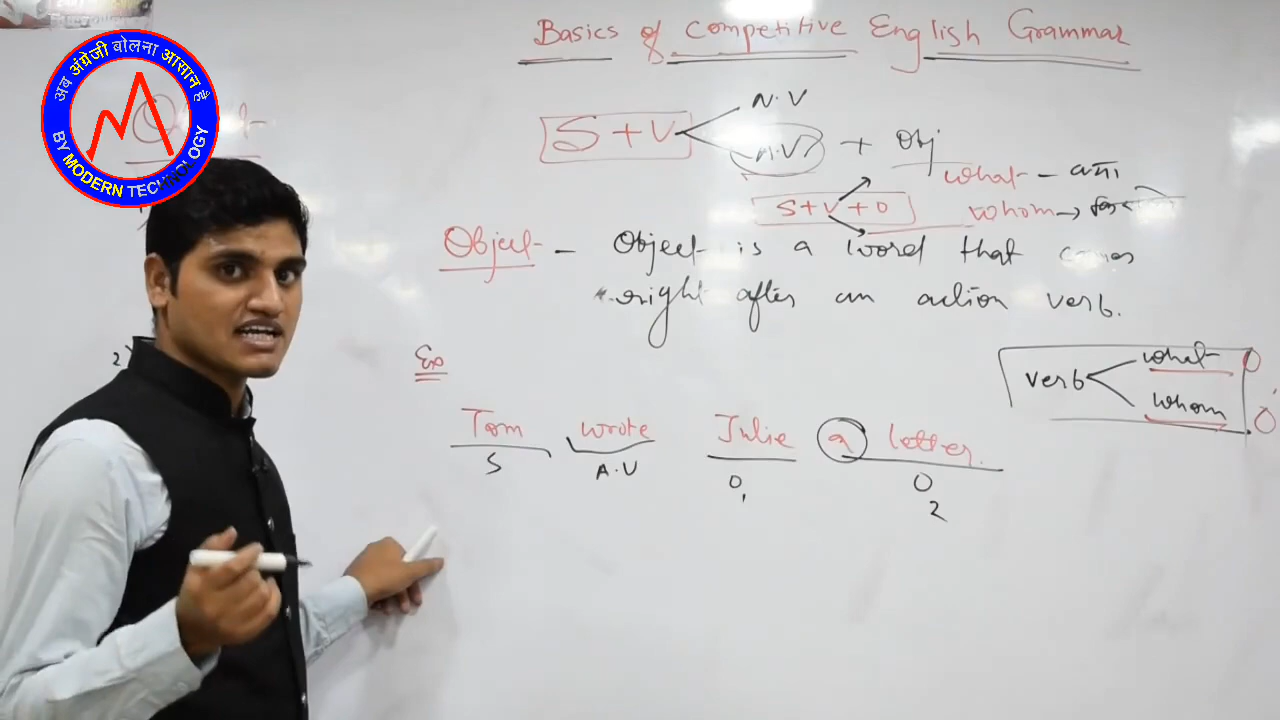 Basics of Competitive English Grammar
अब अंग्रेजी बोलना आसान है
BY MODERN TECHNOLOGY
N.V
S + V
A.V + Obj
what - क्या
S + V + O
whom →
Object - Object is a word that comes
right after an action verb.
Ex
verb
what O
whom O
Tom wrote Julie a letter.
S A.V O1 O2
2)